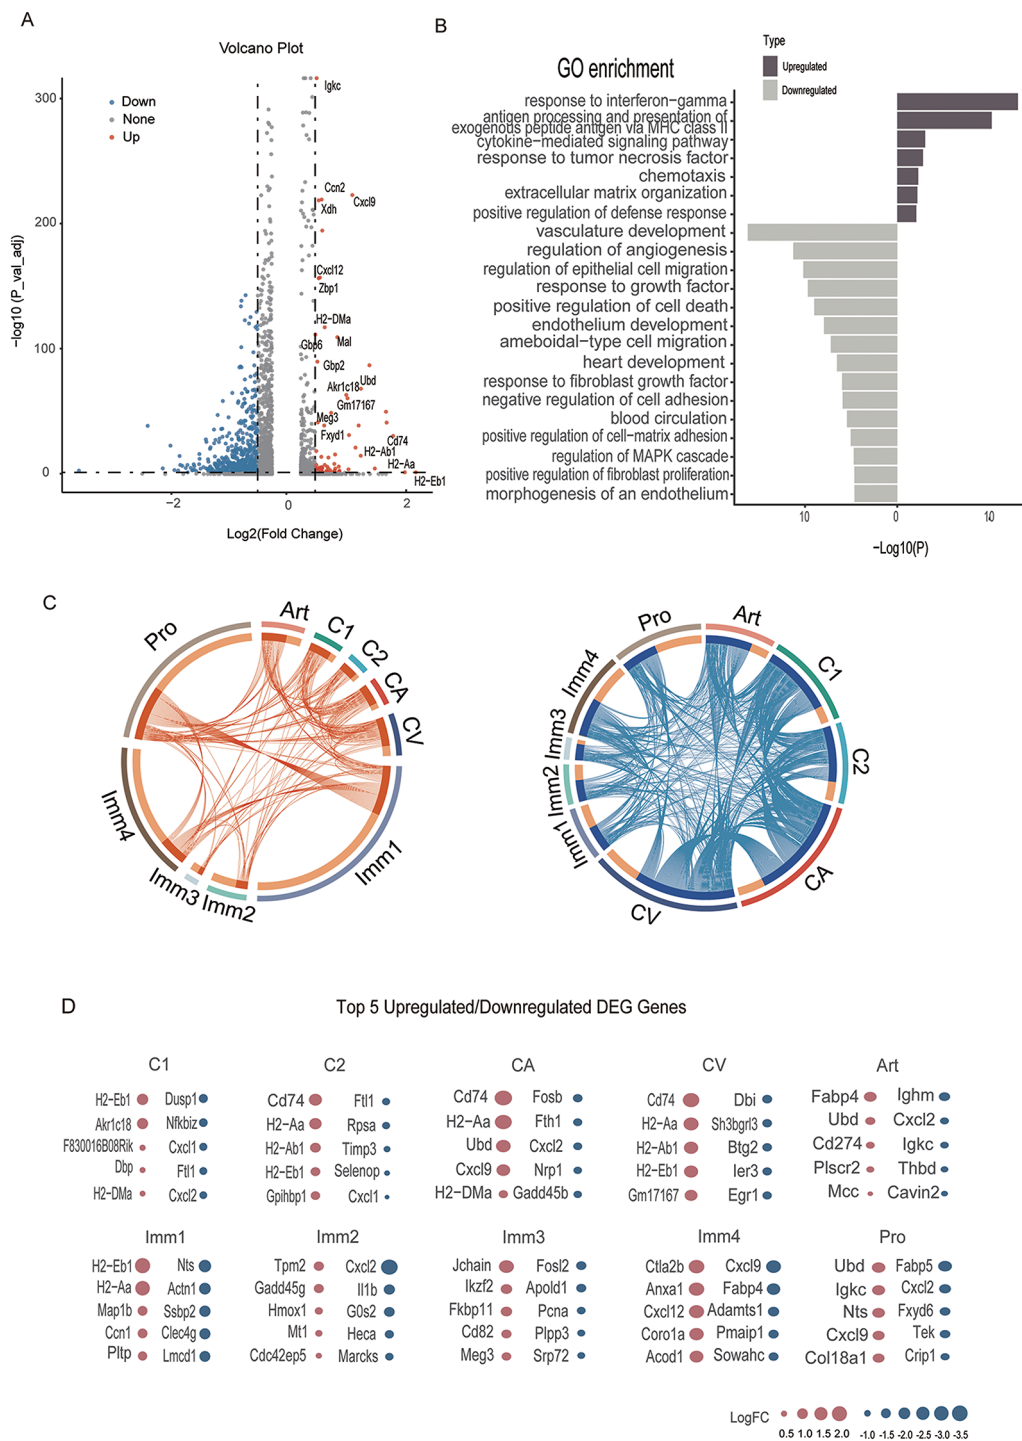 A
Volcano Plot
Igkc
300
Down
None
Up
Ccn2
Cxcl9
Xdh
200
Cxcl12
Zbp1
H2-DMa
Gbp6
Mal
100
Gbp2
Ubd
Akr1c18
Gm17167
Meg3
Fxyd1
Cd74
H2-Ab1
H2-Aa
H2-Eb1
0
−2
0
2
−log10 (P_val_adj)
Log2(Fold Change)
B
GO enrichment
Type
Upregulated
Downregulated
response to interferon-gamma
antigen processing and presentation of
exogenous peptide antigen via MHC class II
cytokine-mediated signaling pathway
response to tumor necrosis factor
chemotaxis
extracellular matrix organization
positive regulation of defense response
vasculature development
regulation of angiogenesis
regulation of epithelial cell migration
response to growth factor
positive regulation of cell death
endothelium development
ameboidal-type cell migration
heart development
response to fibroblast growth factor
negative regulation of cell adhesion
blood circulation
positive regulation of cell-matrix adhesion
regulation of MAPK cascade
positive regulation of fibroblast proliferation
morphogenesis of an endothelium
10 0 10
−Log10(P)
C
Pro
Art
C1
C2
CA
CV
Imm1
Imm2
Imm3
Imm4
Pro
Art
C1
C2
CA
CV
Imm1
Imm2
Imm3
Imm4
D
Top 5 Upregulated/Downregulated DEG Genes
C1 C2 CA CV Art
H2−Eb1 Dusp1 Cd74 Ftl1 Cd74 Fosb Cd74 Dbi Fabp4 Ighm
Akr1c18 Nfkbiz H2−Aa Rpsa H2−Aa Fth1 H2−Aa Sh3bgrl3 Ubd Cxcl2
F830016B08Rik Cxcl1 H2−Ab1 Timp3 Ubd Cxcl2 H2−Ab1 Btg2 Cd274 Igkc
Dbp Ftl1 H2−Eb1 Selenop Cxcl9 Nrp1 H2−Eb1 Ier3 Plscr2 Thbd
H2−DMa Cxcl2 Gpihbp1 Cxcl1 H2−DMa Gadd45b Gm17167 Egr1 Mcc Cavin2
Imm1 Imm2 Imm3 Imm4 Pro
H2−Eb1 Nts Tpm2 Cxcl2 Jchain Fosl2 Ctla2b Cxcl9 Ubd Fabp5
H2−Aa Actn1 Gadd45g Il1b Ikzf2 Apold1 Anxa1 Fabp4 Igkc Cxcl2
Map1b Ssbp2 Hmox1 G0s2 Fkbp11 Pcna Cxcl12 Adamts1 Nts Fxyd6
Ccn1 Clec4g Mt1 Heca Cd82 Plpp3 Coro1a Pmaip1 Cxcl9 Tek
Pltp Lmcd1 Cdc42ep5 Marcks Meg3 Srp72 Acod1 Sowahc Col18a1 Crip1
LogFC
0.5 1.0 1.5 2.0 -1.0 -1.5 -2.0 -2.5 -3.0 -3.5